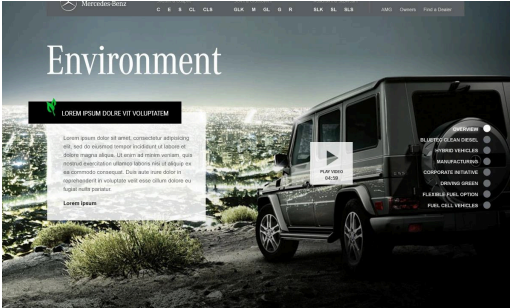 Mercedes-Benz
C E S CL CLS GLK M GL G R SLK SL SLS AMG Owners Find a Dealer
Environment
LOREM IPSUM DOLRE VIT VOLUPTATEM
Lorem ipsum dolor sit amet, consectetur adipisicing
elit, sed do eiusmod tempor incididunt ut labore et
dolore magna aliqua. Ut enim ad minim veniam, quis
nostrud exercitation ullamco laboris nisi ut aliquip ex
ea commodo consequat. Duis aute irure dolor in
reprehenderit in voluptate velit esse cillum dolore eu
fugiat nulla pariatur.
Lorem ipsum
PLAY VIDEO
04:59
OVERVIEW
BLUETEC CLEAN DIESEL
HYBRID VEHICLES
MANUFACTURING
CORPORATE INITIATIVE
DRIVING GREEN
FLEXIBLE FUEL OPTION
FUEL CELL VEHICLES